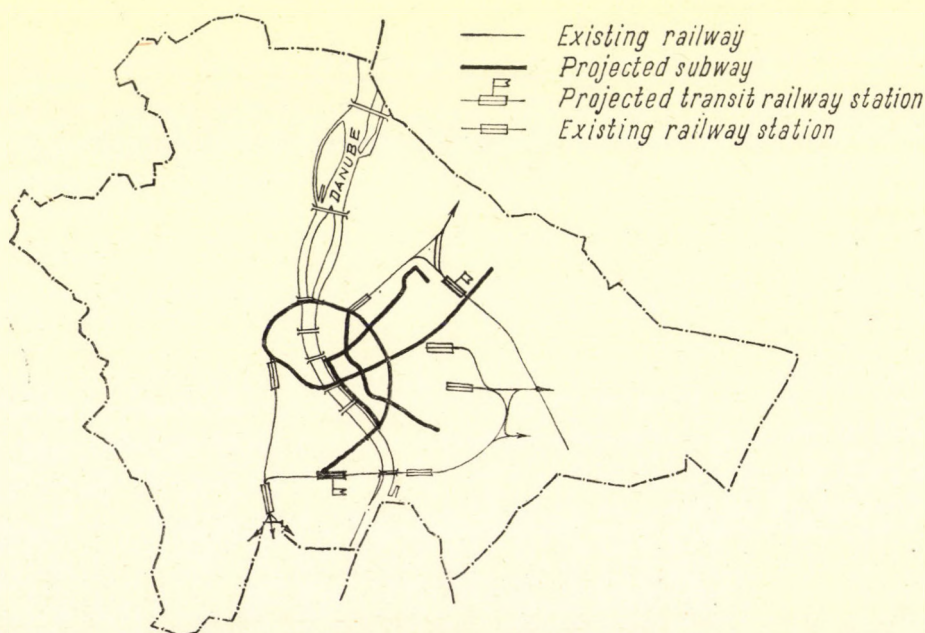 Existing railway
Projected subway
Projected transit railway station
Existing railway station
DANUBE